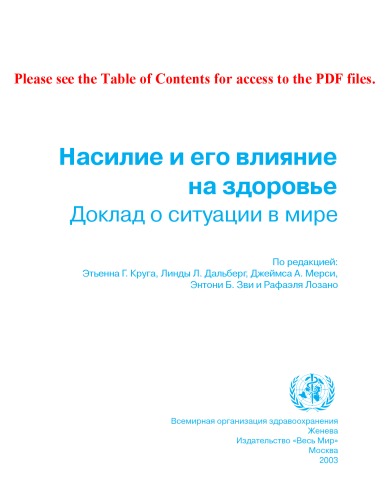 Please see the Table of Contents for access to the PDF files.
Насилие и его влияние
на здоровье
Доклад о ситуации в мире
По редакцией:
Этьенна Г. Круга, Линды Л. Дальберг, Джеймса А. Мерси,
Энтони Б. Зви и Рафаэля Лозано
Всемирная организация здравоохранения
Женева
Издательство «Весь Мир»
Москва
2003